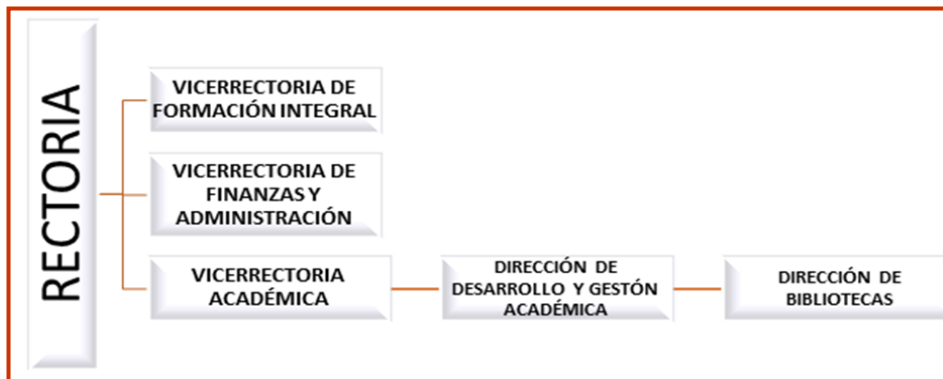 RECTORIA
VICERRECTORIA DE
FORMACIÓN INTEGRAL
VICERRECTORIA DE
FINANZAS Y
ADMINISTRACIÓN
VICERRECTORIA
ACADÉMICA
DIRECCIÓN DE
DESARROLLO Y GESTÓN
ACADÉMICA
DIRECCIÓN DE
BIBLIOTECAS